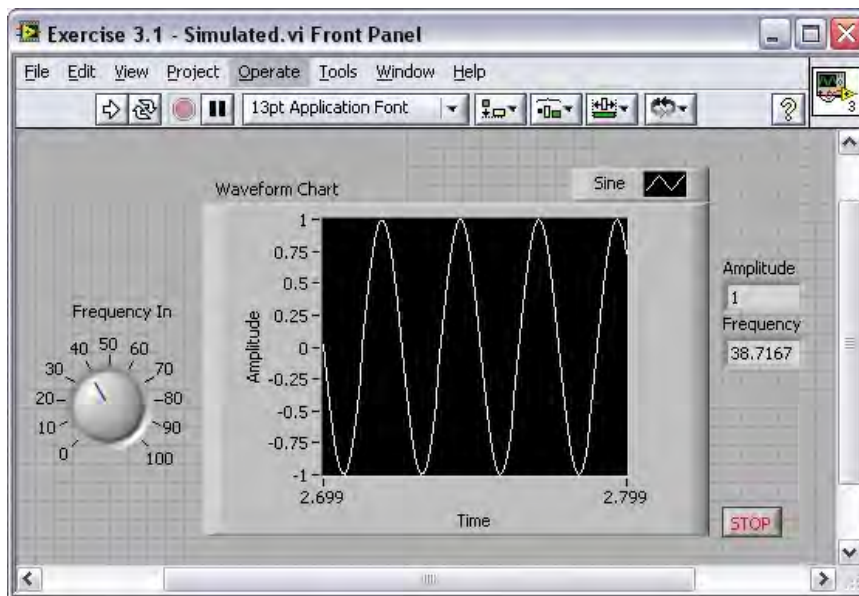 Exercise 3.1 - Simulated.vi Front Panel
File Edit View Project Operate Tools Window Help
13pt Application Font
3
Waveform Chart
Sine
1
0.75
0.5
0.25
0
-0.25
-0.5
-0.75
-1
Amplitude
2.699
2.799
Time
Frequency In
0
10
20
30
40
50
60
70
80
90
100
Amplitude
1
Frequency
38.7167
STOP